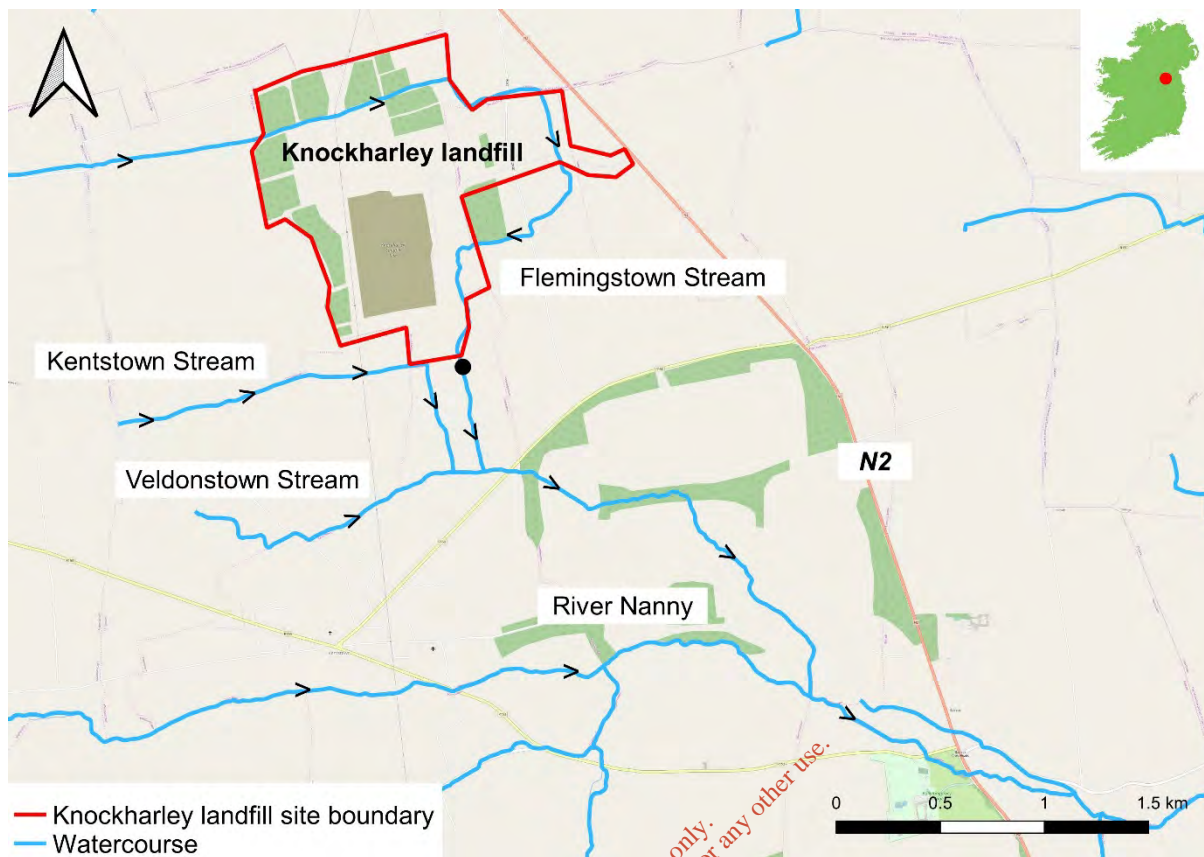 Knockharley landfill
Flemingstown Stream
Kentstown Stream
Veldonstown Stream
N2
River Nanny
only.
or any other use.
0 0.5 1 1.5 km
Knockharley landfill site boundary
Watercourse